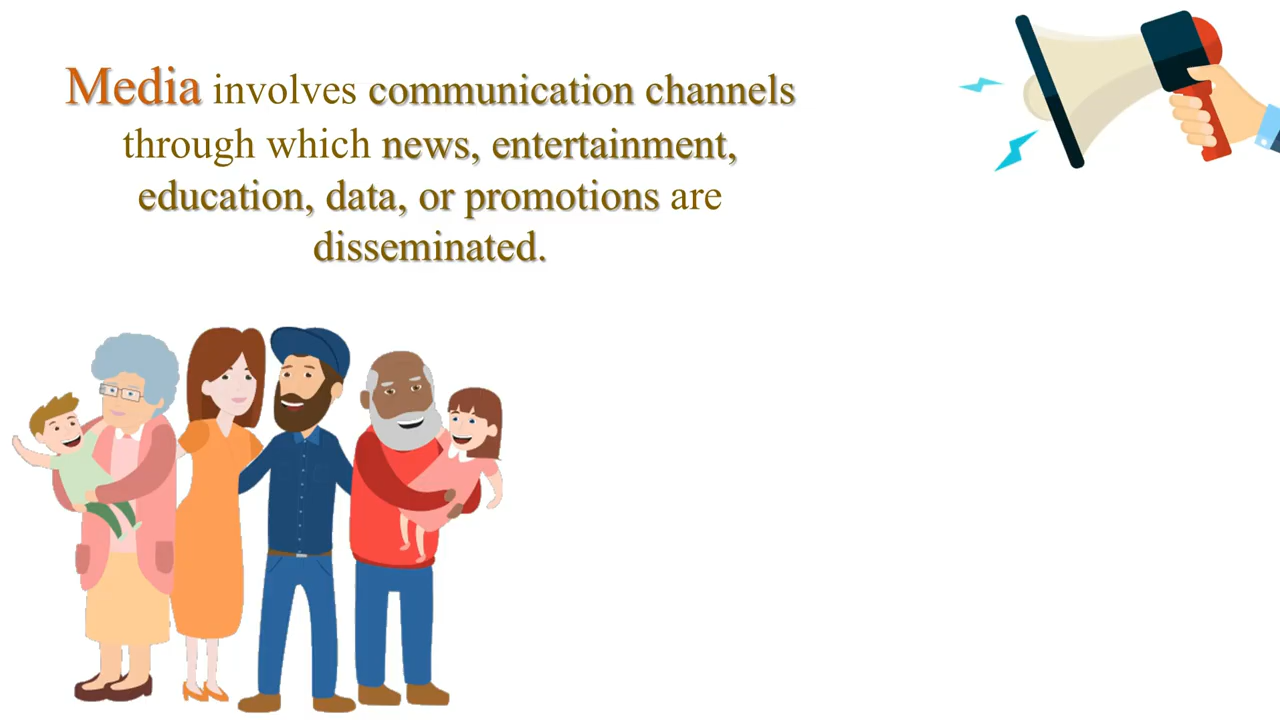 Media involves communication channels
through which news, entertainment,
education, data, or promotions are
disseminated.